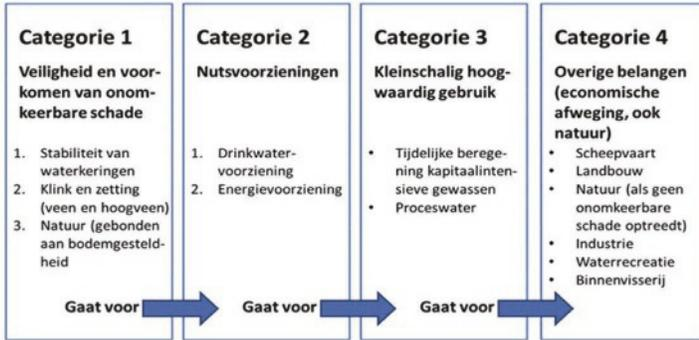 Categorie 1
Veiligheid en voor-
komen van onom-
keerbare schade
1. Stabiliteit van
waterkeringen
2. Klink en zetting
(veen en hoogveen)
3. Natuur (gebonden
aan bodemgesteld-
heid
Gaat voor
Categorie 2
Nutsvoorzieningen
1. Drinkwater-
voorziening
2. Energievoorziening
Gaat voor
Categorie 3
Kleinschalig hoog-
waardig gebruik
• Tijdelijke berege-
ning kapitaalinten-
sieve gewassen
• Proceswater
Gaat voor
Categorie 4
Overige belangen
(economische
afweging, ook
natuur)
• Scheepvaart
• Landbouw
• Natuur (als geen
onomkeerbare
schade optreedt)
• Industrie
• Waterrecreatie
• Binnenvisserij